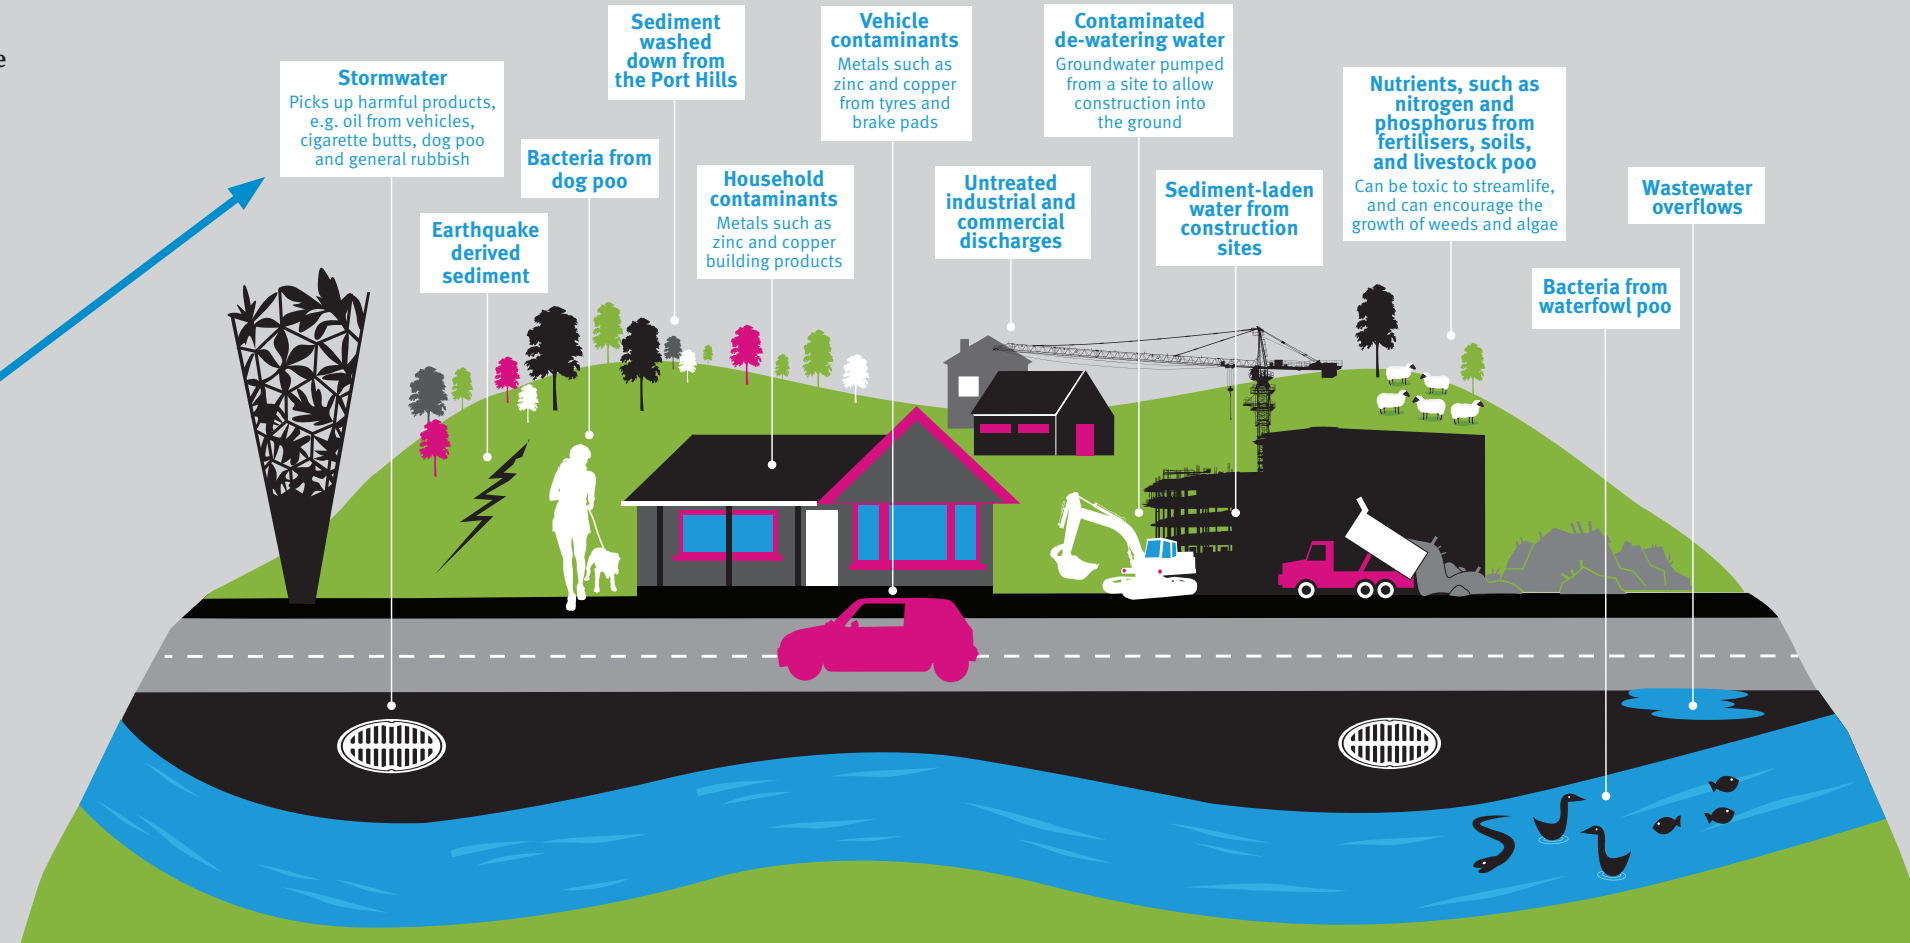 e
Stormwater
Picks up harmful products,
e.g. oil from vehicles,
cigarette butts, dog poo
and general rubbish
Earthquake
derived
sediment
Bacteria from
dog poo
Sediment
washed
down from
the Port Hills
Household
contaminants
Metals such as
zinc and copper
building products
Vehicle
contaminants
Metals such as
zinc and copper
from tyres and
brake pads
Untreated
industrial and
commercial
discharges
Contaminated
de-watering water
Groundwater pumped
from a site to allow
construction into
the ground
Sediment-laden
water from
construction
sites
Nutrients, such as
nitrogen and
phosphorus from
fertilisers, soils,
and livestock poo
Can be toxic to streamlife,
and can encourage the
growth of weeds and algae
Bacteria from
waterfowl poo
Wastewater
overflows